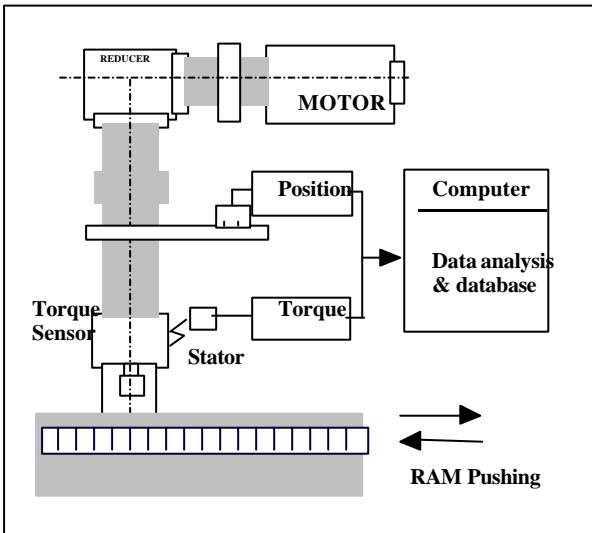 REDUCER
MOTOR
Position
Computer
Data analysis
& database
Torque
Sensor
Torque
Stator
RAM Pushing